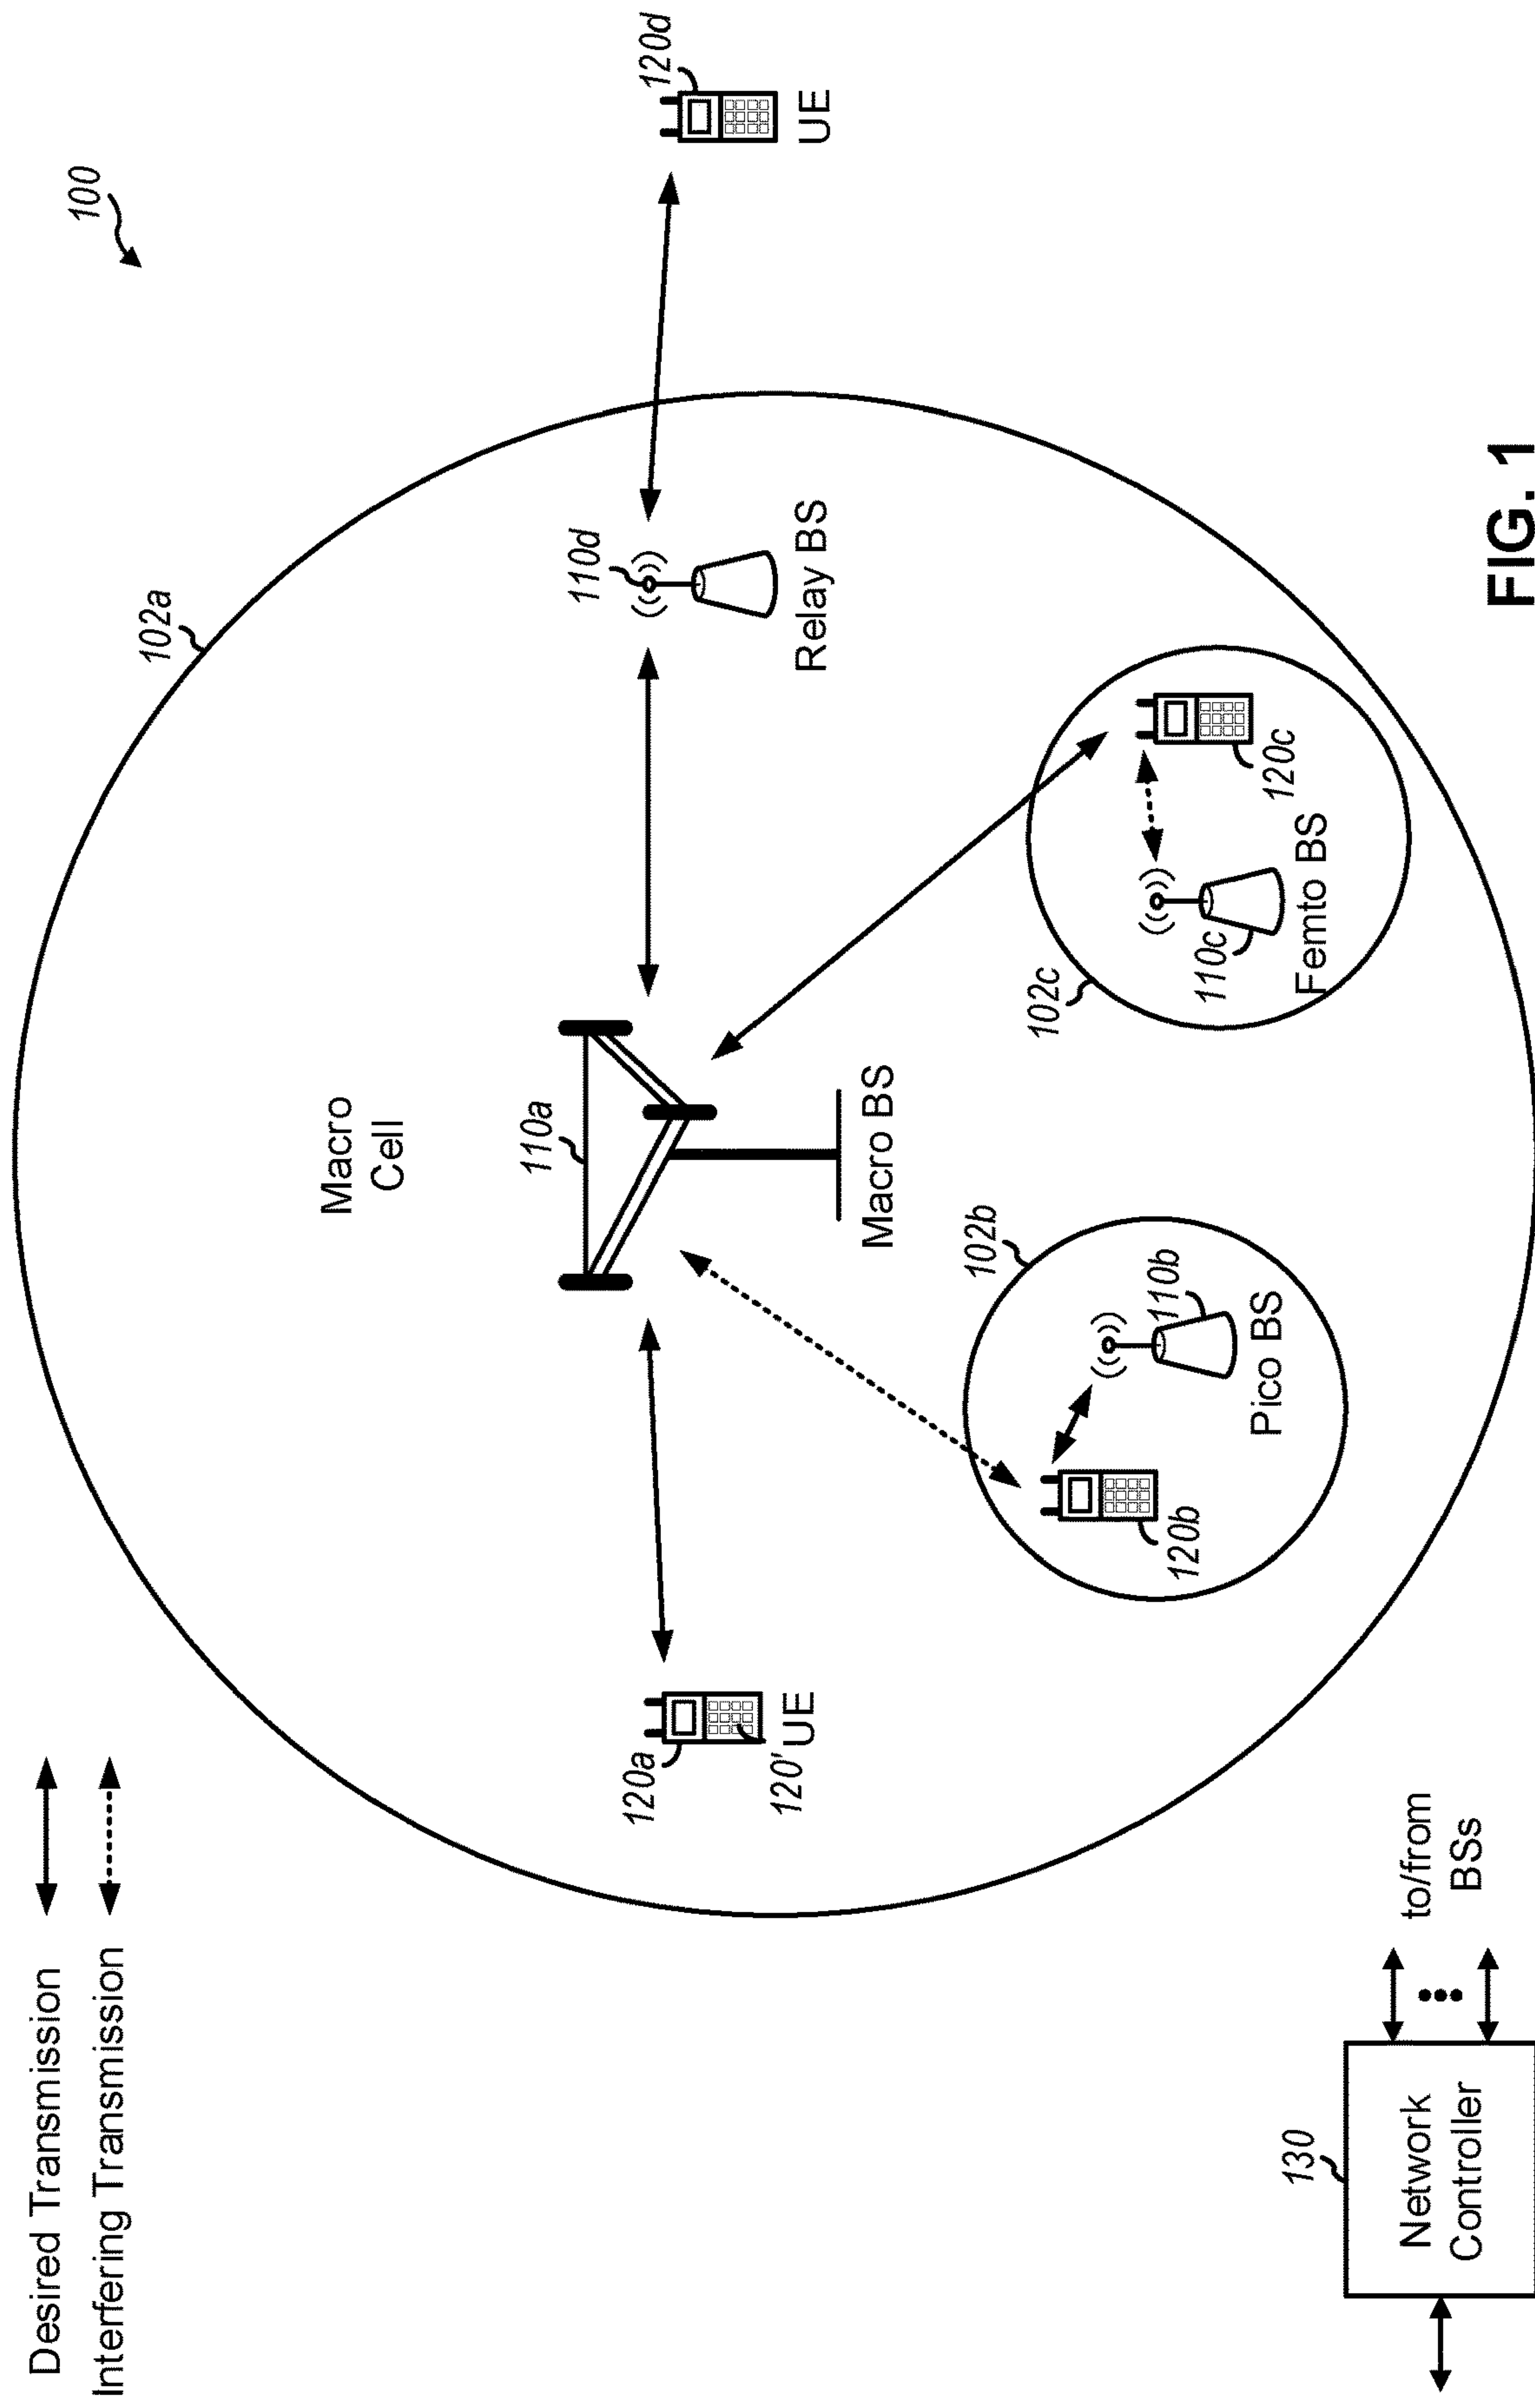 Desired Transmission
Interfering Transmission
100
102a
Macro
Cell
110a
Macro BS
110d
Relay BS
120d
UE
120a
120'
UE
102b
110b
Pico BS
120b
102c
110c
Femto BS
120c
130
Network
Controller
to/from
BSs
FIG. 1